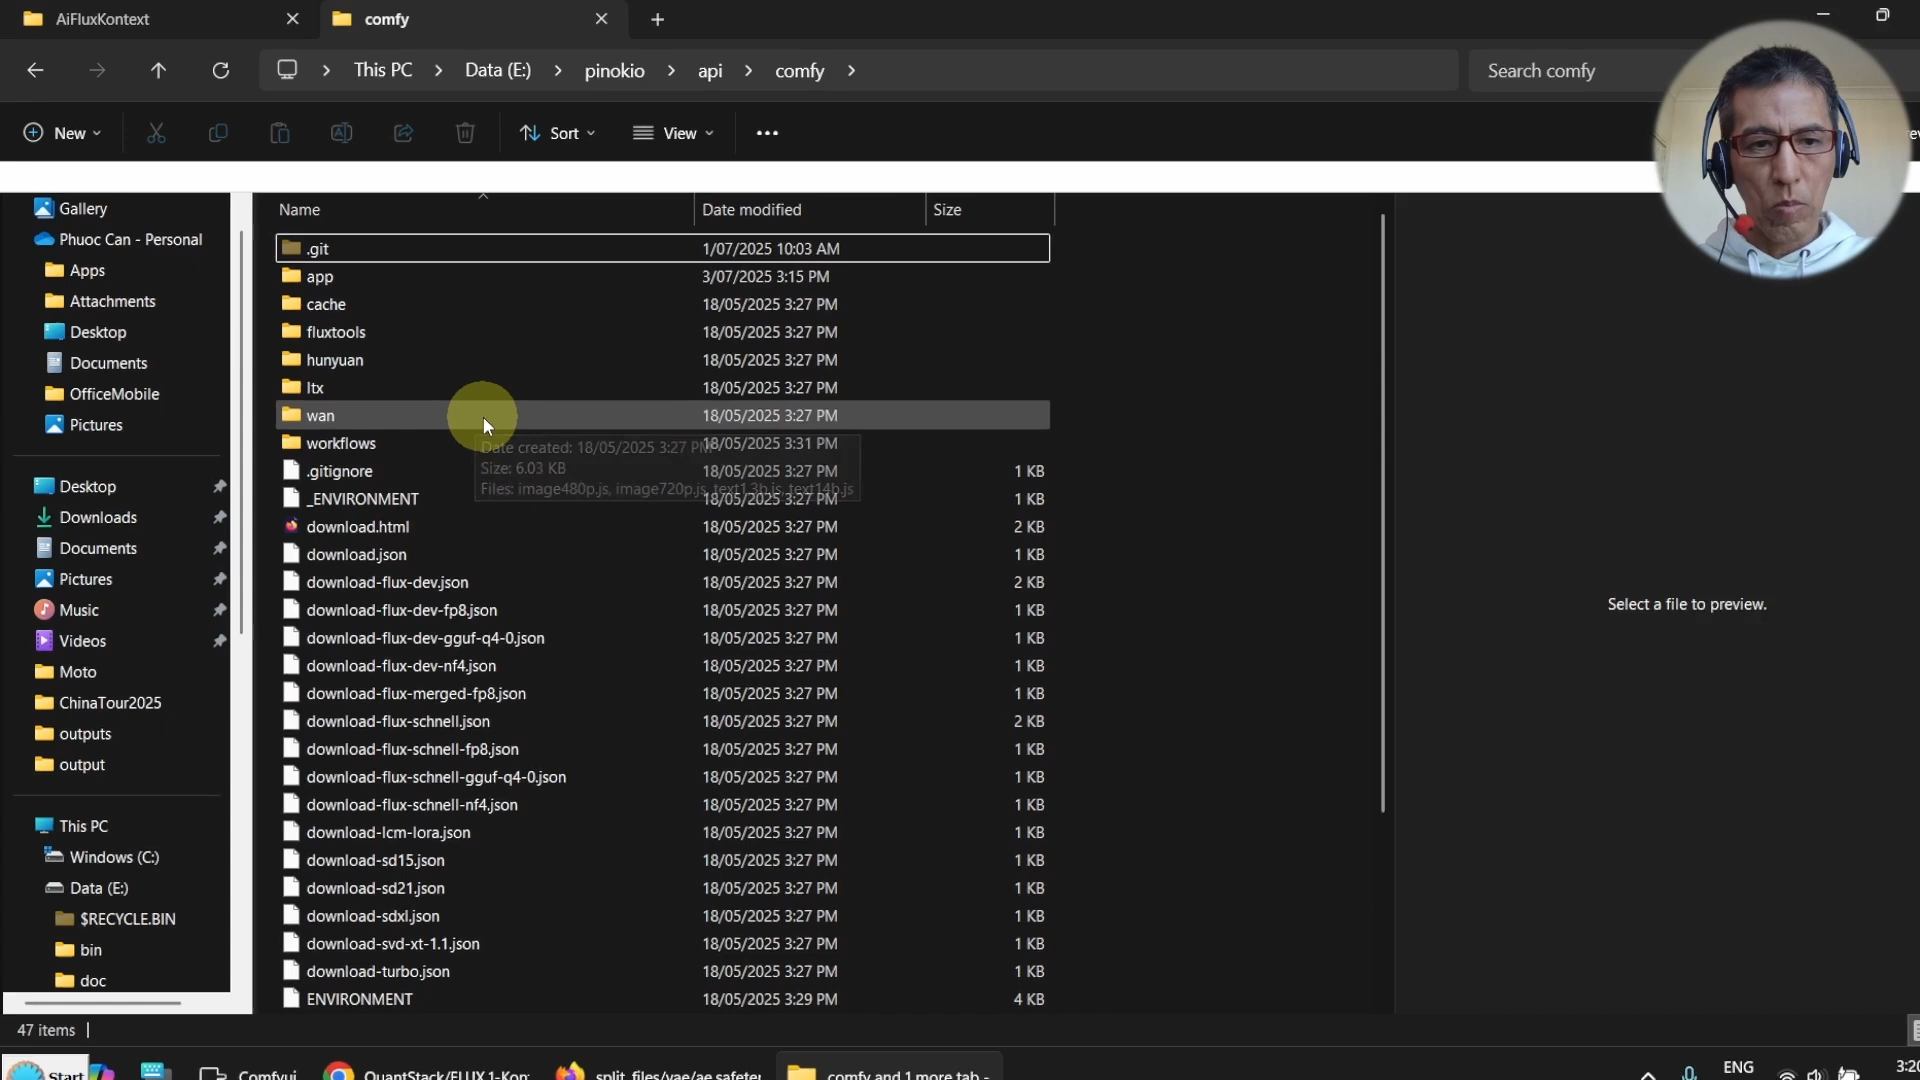 AiFluxKontext
comfy
This PC
Data (E:)
pinokio
api
comfy
Search comfy
New
Sort
View
Gallery
Phuoc Can - Personal
Apps
Attachments
Desktop
Documents
OfficeMobile
Pictures
Desktop
Downloads
Documents
Pictures
Music
Videos
Moto
ChinaTour2025
outputs
output
This PC
Windows (C:)
Data (E:)
$RECYCLE.BIN
bin
doc
Name Date modified Size
.git 1/07/2025 10:03 AM
app 3/07/2025 3:15 PM
cache 18/05/2025 3:27 PM
fluxtools 18/05/2025 3:27 PM
hunyuan 18/05/2025 3:27 PM
ltx 18/05/2025 3:27 PM
wan 18/05/2025 3:27 PM
workflows 18/05/2025 3:31 PM
Date created: 18/05/2025 3:27 PM
Size: 6.03 KB
Files: image480p.js, image720p.js, text1.3b.js, text14b.js
.gitignore 18/05/2025 3:27 PM 1 KB
_ENVIRONMENT 18/05/2025 3:27 PM 1 KB
download.html 18/05/2025 3:27 PM 2 KB
download.json 18/05/2025 3:27 PM 1 KB
download-flux-dev.json 18/05/2025 3:27 PM 2 KB
download-flux-dev-fp8.json 18/05/2025 3:27 PM 1 KB
download-flux-dev-gguf-q4-0.json 18/05/2025 3:27 PM 1 KB
download-flux-dev-nf4.json 18/05/2025 3:27 PM 1 KB
download-flux-merged-fp8.json 18/05/2025 3:27 PM 1 KB
download-flux-schnell.json 18/05/2025 3:27 PM 2 KB
download-flux-schnell-fp8.json 18/05/2025 3:27 PM 1 KB
download-flux-schnell-gguf-q4-0.json 18/05/2025 3:27 PM 1 KB
download-flux-schnell-nf4.json 18/05/2025 3:27 PM 1 KB
download-lcm-lora.json 18/05/2025 3:27 PM 1 KB
download-sd15.json 18/05/2025 3:27 PM 1 KB
download-sd21.json 18/05/2025 3:27 PM 1 KB
download-sdxl.json 18/05/2025 3:27 PM 1 KB
download-svd-xt-1.1.json 18/05/2025 3:27 PM 1 KB
download-turbo.json 18/05/2025 3:27 PM 1 KB
ENVIRONMENT 18/05/2025 3:29 PM 4 KB
Select a file to preview.
47 items
Start
Comfyui
QuantStack/FLUX.1-Kon
split_files/vae/ae.safeter
comfy and 1 more tab -
ENG